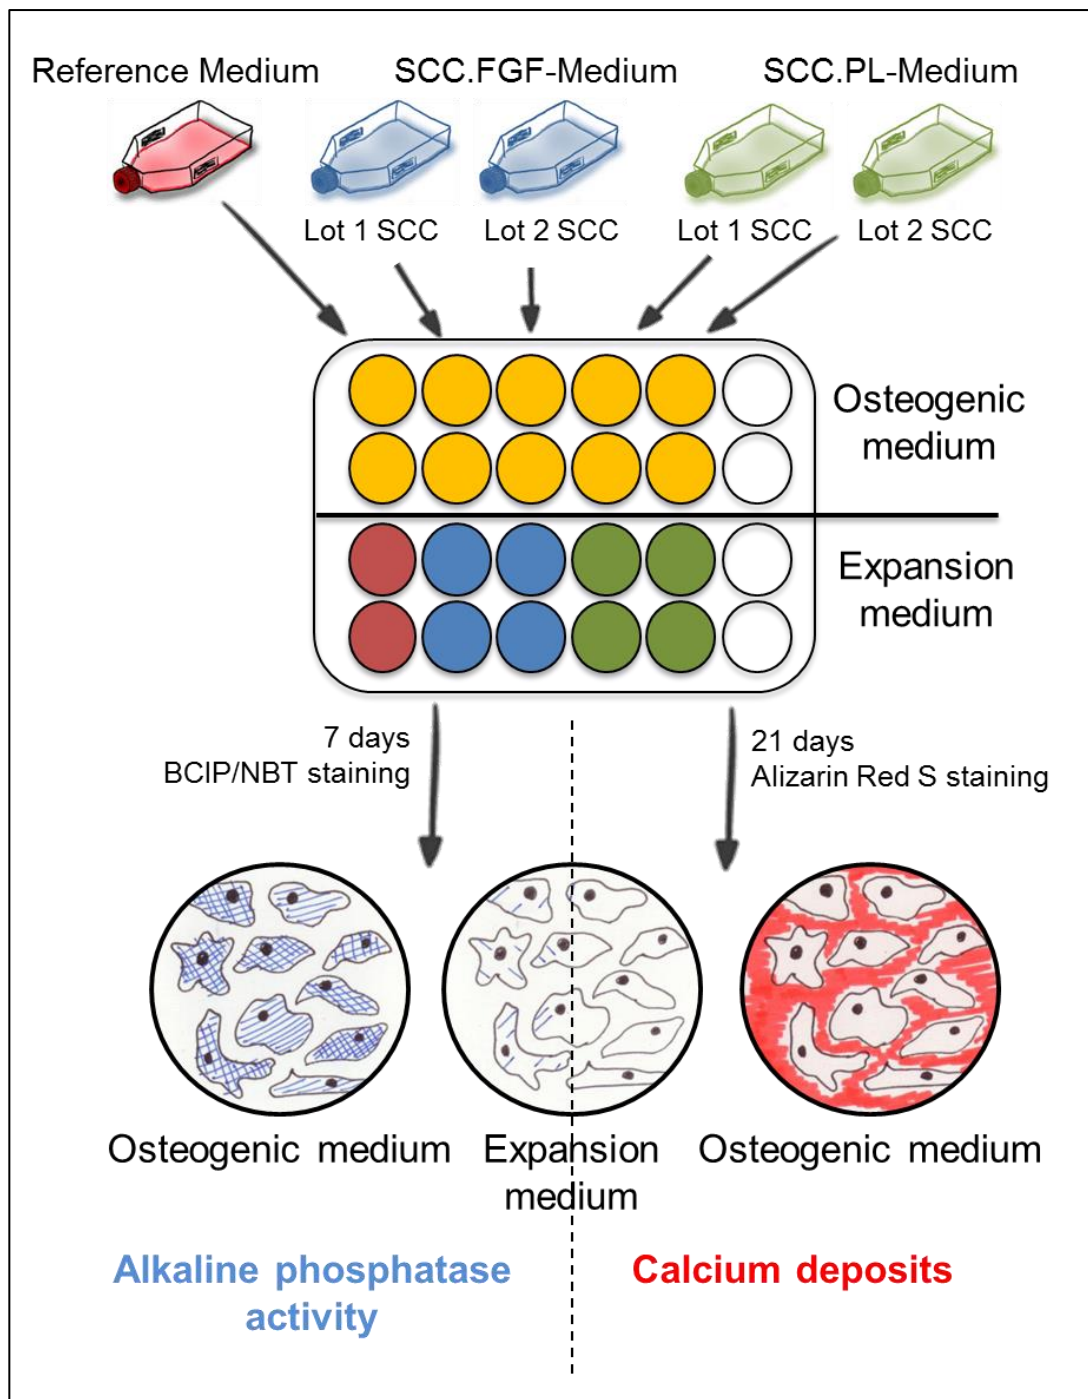 Reference Medium
SCC.FGF-Medium
SCC.PL-Medium
Lot 1 SCC
Lot 2 SCC
Lot 1 SCC
Lot 2 SCC
Osteogenic
medium
Expansion
medium
7 days
BCIP/NBT staining
21 days
Alizarin Red S staining
Osteogenic medium
Expansion
medium
Osteogenic medium
Alkaline phosphatase
activity
Calcium deposits